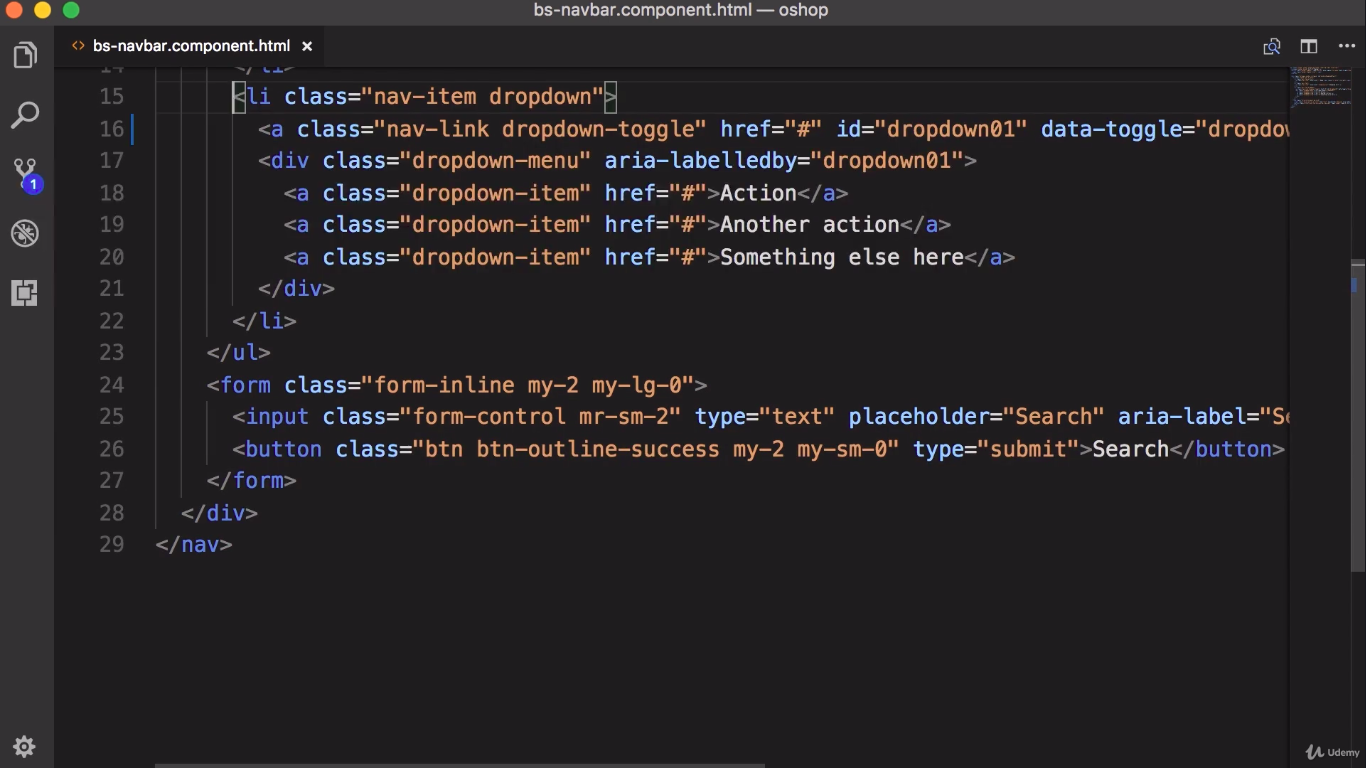 bs-navbar.component.html — oshop
<> bs-navbar.component.html ×
14 </li>
15 <li class="nav-item dropdown">
16 <a class="nav-link dropdown-toggle" href="#" id="dropdown01" data-toggle="dropdow
17 <div class="dropdown-menu" aria-labelledby="dropdown01">
18 <a class="dropdown-item" href="#">Action</a>
19 <a class="dropdown-item" href="#">Another action</a>
20 <a class="dropdown-item" href="#">Something else here</a>
21 </div>
22 </li>
23 </ul>
24 <form class="form-inline my-2 my-lg-0">
25 <input class="form-control mr-sm-2" type="text" placeholder="Search" aria-label="Se
26 <button class="btn btn-outline-success my-2 my-sm-0" type="submit">Search</button>
1
27 </form>
28 </div>
29 </nav>
Udemy